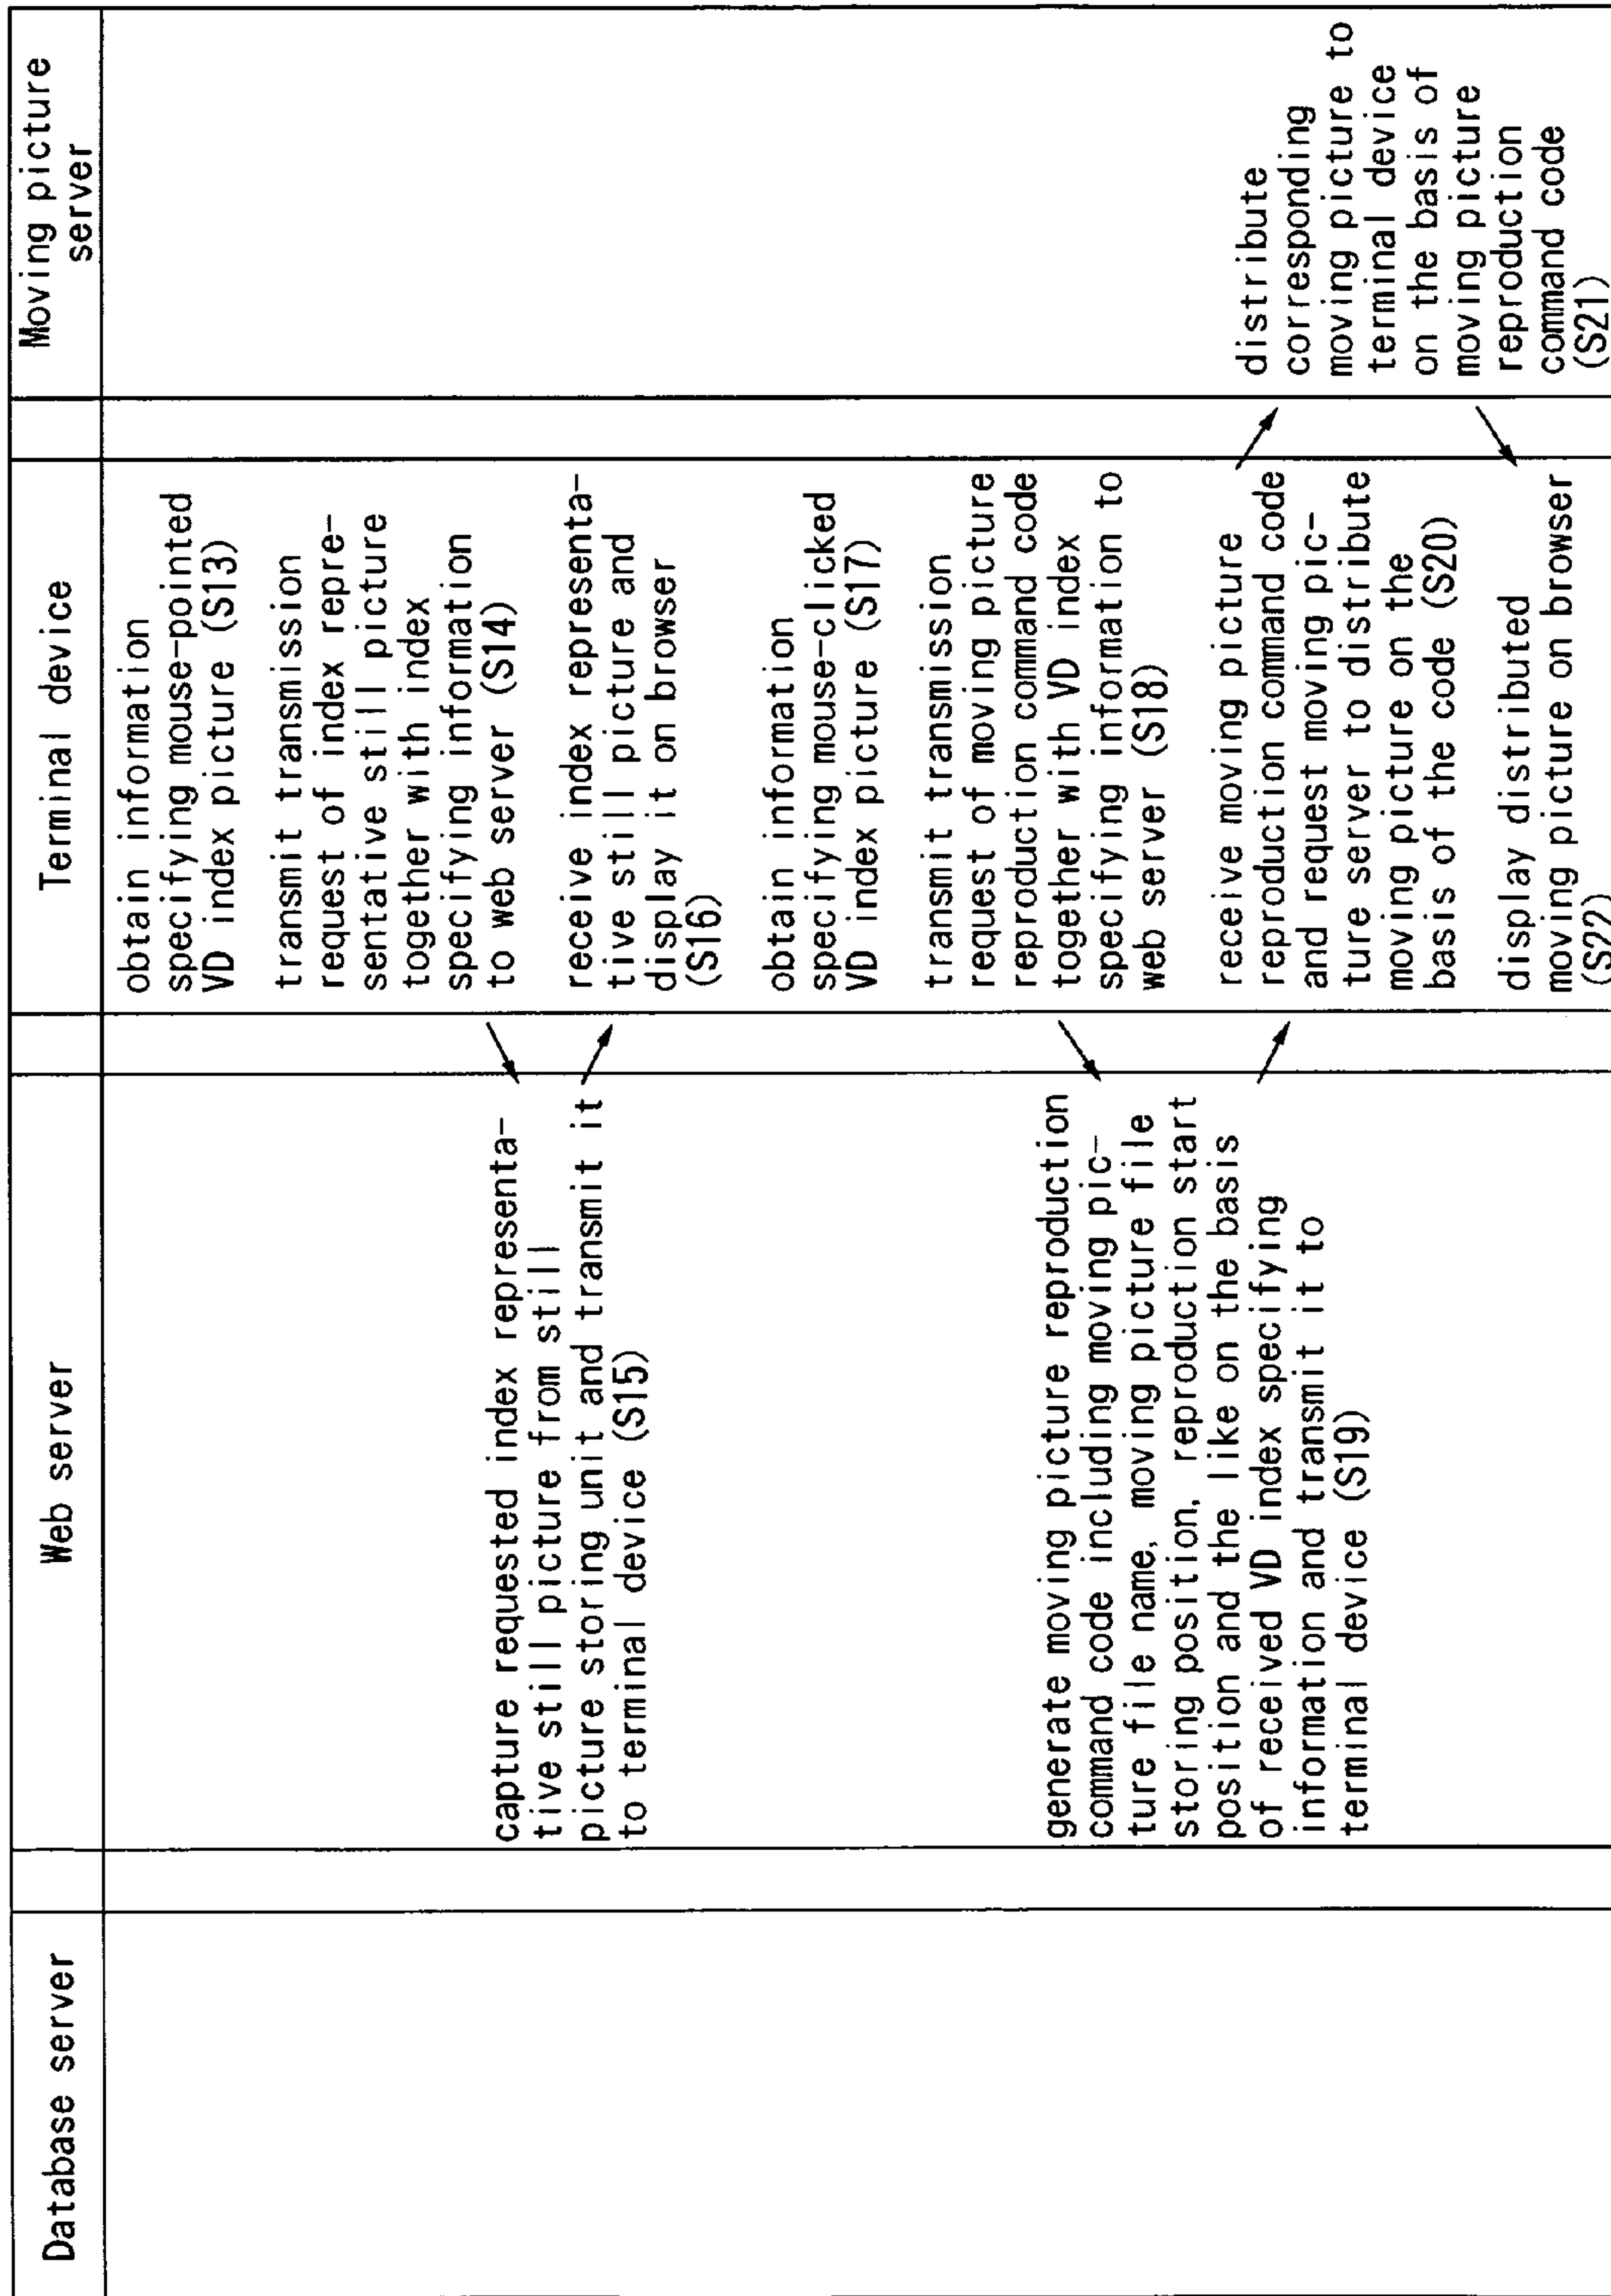 Database server
Web server
Terminal device
Moving picture
server
obtain information
specifying mouse-pointed
VD index picture (S13)
transmit transmission
request of index repre-
sentative still picture
together with index
specifying information
to web server (S14)
capture requested index representa-
tive still picture from still
picture storing unit and transmit it
to terminal device (S15)
receive index representa-
tive still picture and
display it on browser
(S16)
obtain information
specifying mouse-clicked
VD index picture (S17)
transmit transmission
request of moving picture
reproduction command code
together with VD index
specifying information to
web server (S18)
generate moving picture reproduction
command code including moving pic-
ture file name, moving picture file
storing position, reproduction start
position and the like on the basis
of received VD index specifying
information and transmit it to
terminal device (S19)
receive moving picture
reproduction command code
and request moving pic-
ture server to distribute
moving picture on the
basis of the code (S20)
distribute
corresponding
moving picture to
terminal device
on the basis of
moving picture
reproduction
command code
(S21)
display distributed
moving picture on browser
(S22)